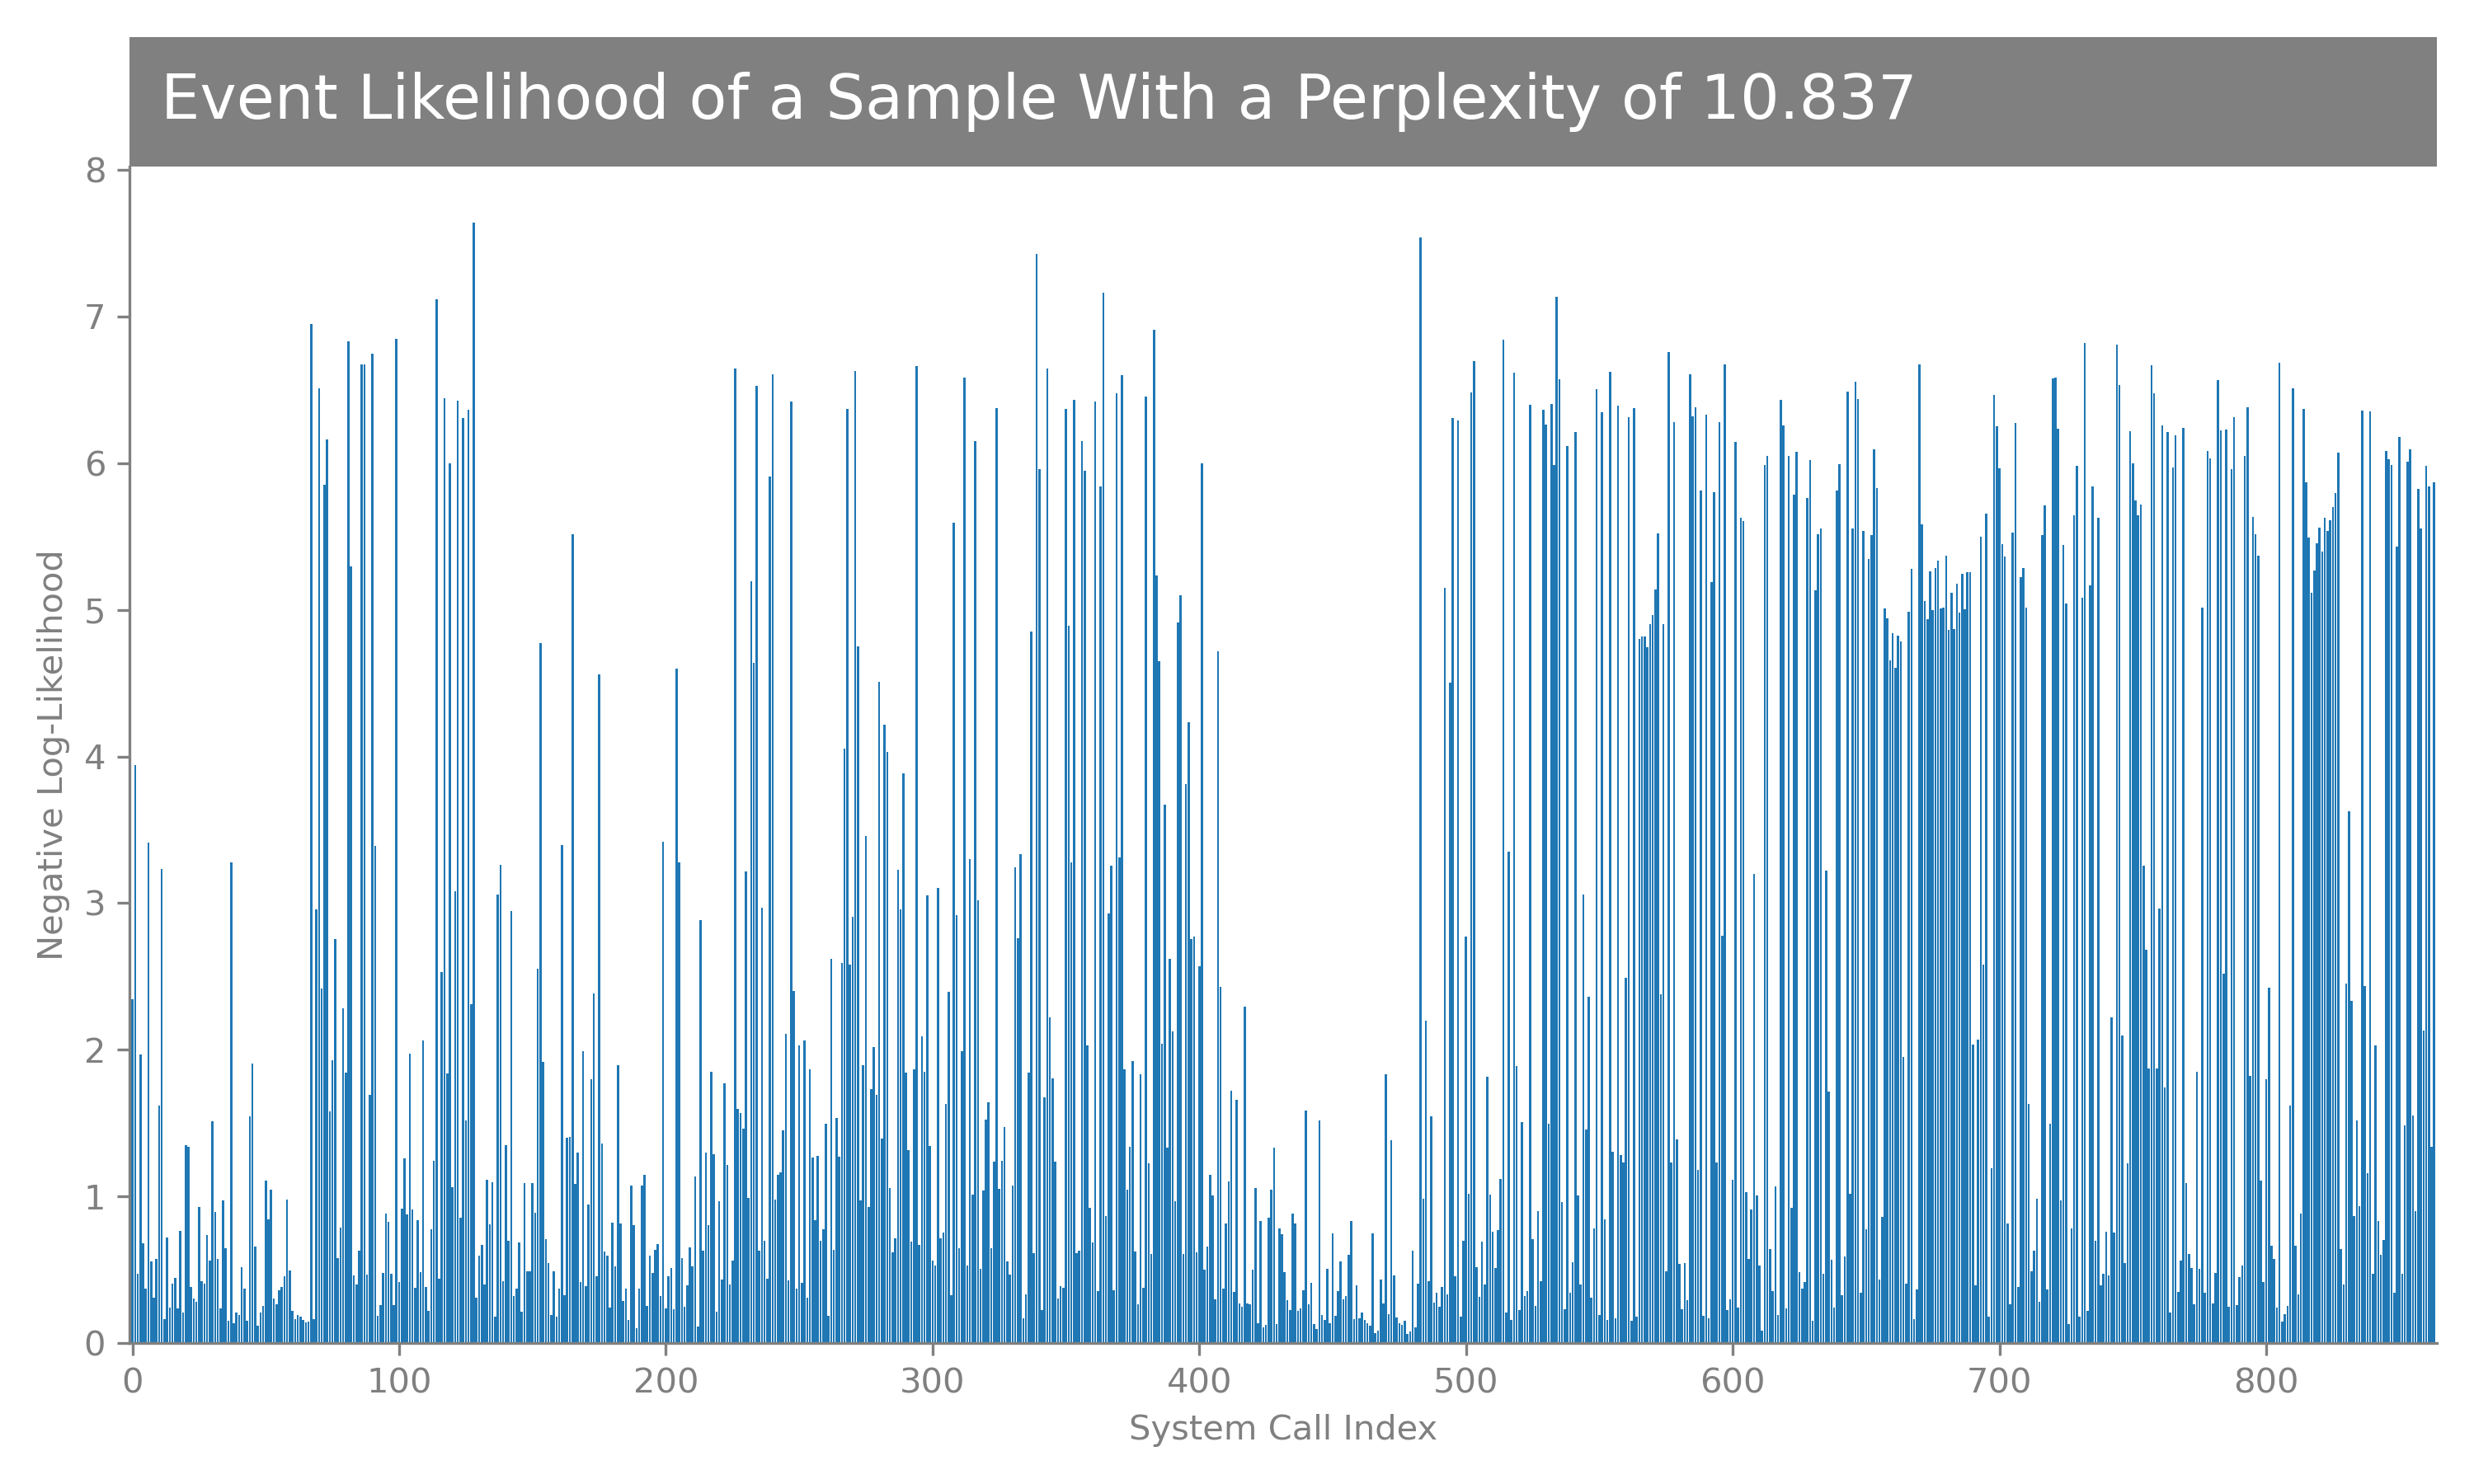 Event Likelihood of a Sample With a Perplexity of 10.837
8
7
6
5
4
3
2
1
0
Negative Log-Likelihood
0 100 200 300 400 500 600 700 800
System Call Index